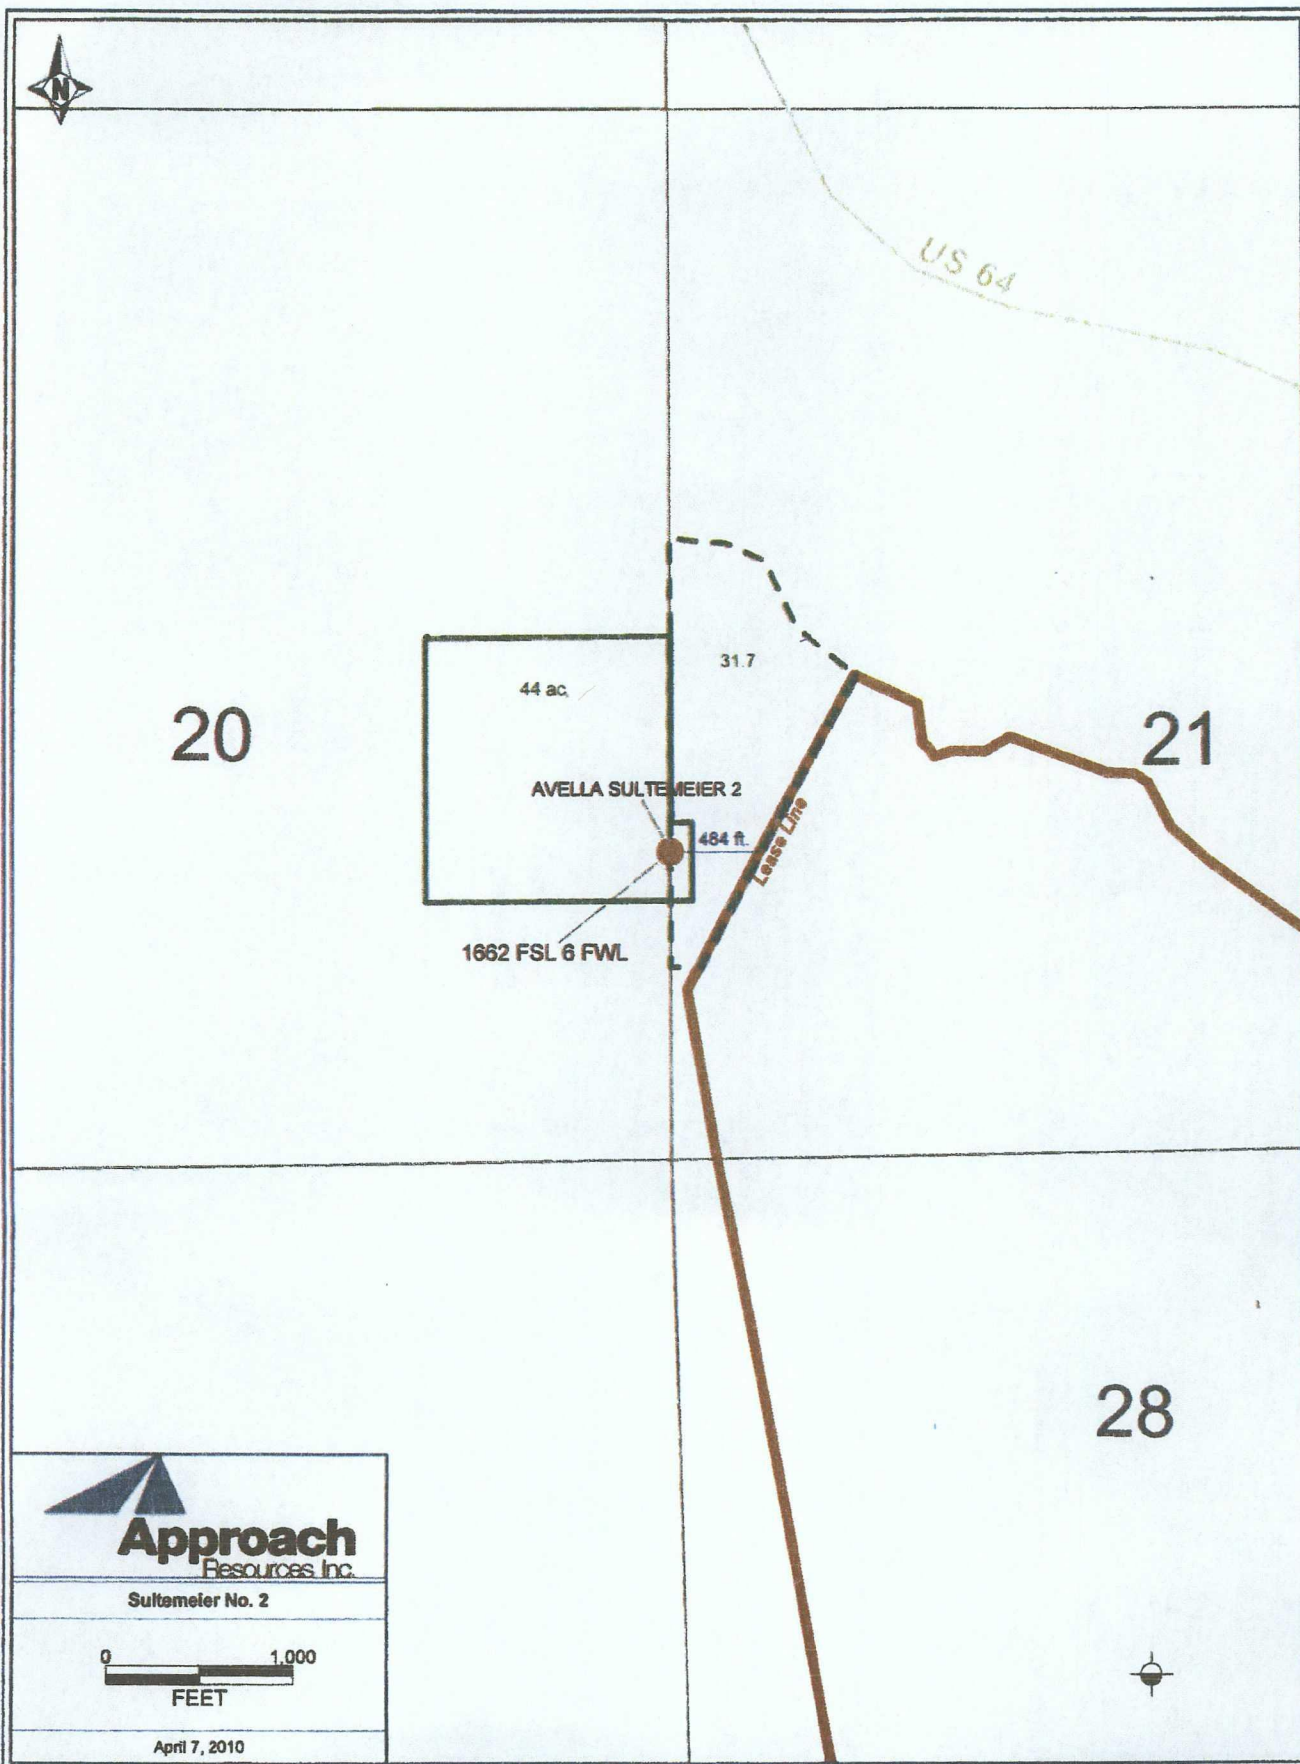 N
US 64
31.7
44 ac.
20
21
AVELLA SULTEMEIER 2
484 ft.
Lease Line
1662 FSL 6 FWL
28
Approach
Resources Inc.
Sultemeier No. 2
0 1,000
FEET
April 7, 2010